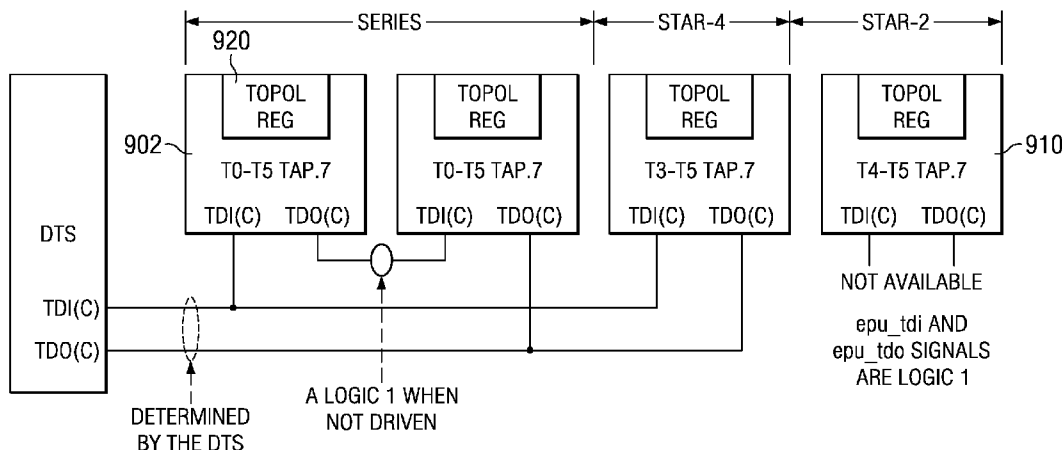 SERIES
STAR-4
STAR-2
920
TOPOL
REG
TOPOL
REG
TOPOL
REG
TOPOL
REG
902
910
T0-T5 TAP.7
T0-T5 TAP.7
T3-T5 TAP.7
T4-T5 TAP.7
TDI(C) TDO(C)
TDI(C) TDO(C)
TDI(C) TDO(C)
TDI(C) TDO(C)
DTS
NOT AVAILABLE
TDI(C)
TDO(C)
epu_tdi AND
epu_tdo SIGNALS
ARE LOGIC 1
A LOGIC 1 WHEN
NOT DRIVEN
DETERMINED
BY THE DTS